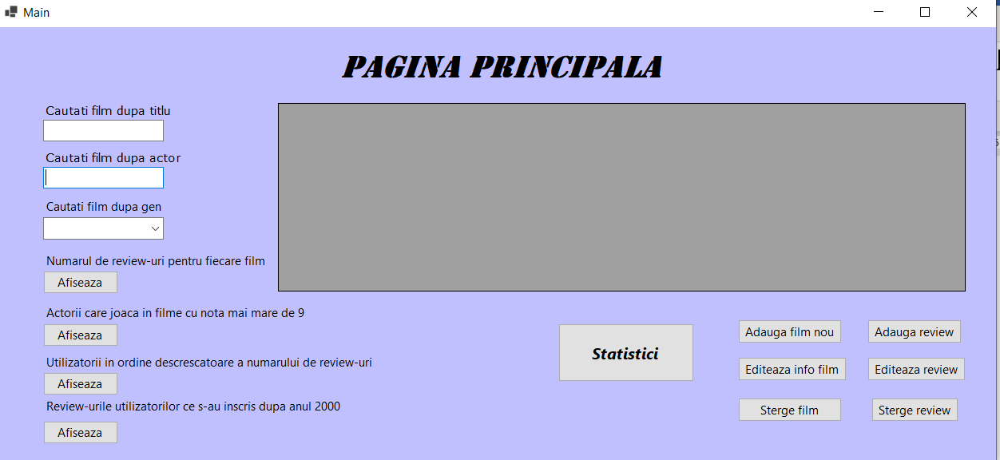 Main
PAGINA PRINCIPALA
Cautati film dupa titlu
Cautati film dupa actor
Cautati film dupa gen
Numarul de review-uri pentru fiecare film
Afiseaza
Actorii care joaca in filme cu nota mai mare de 9
Afiseaza
Utilizatorii in ordine descrescatoare a numarului de review-uri
Afiseaza
Review-urile utilizatorilor ce s-au inscris dupa anul 2000
Afiseaza
Statistici
Adauga film nou
Adauga review
Editeaza info film
Editeaza review
Sterge film
Sterge review